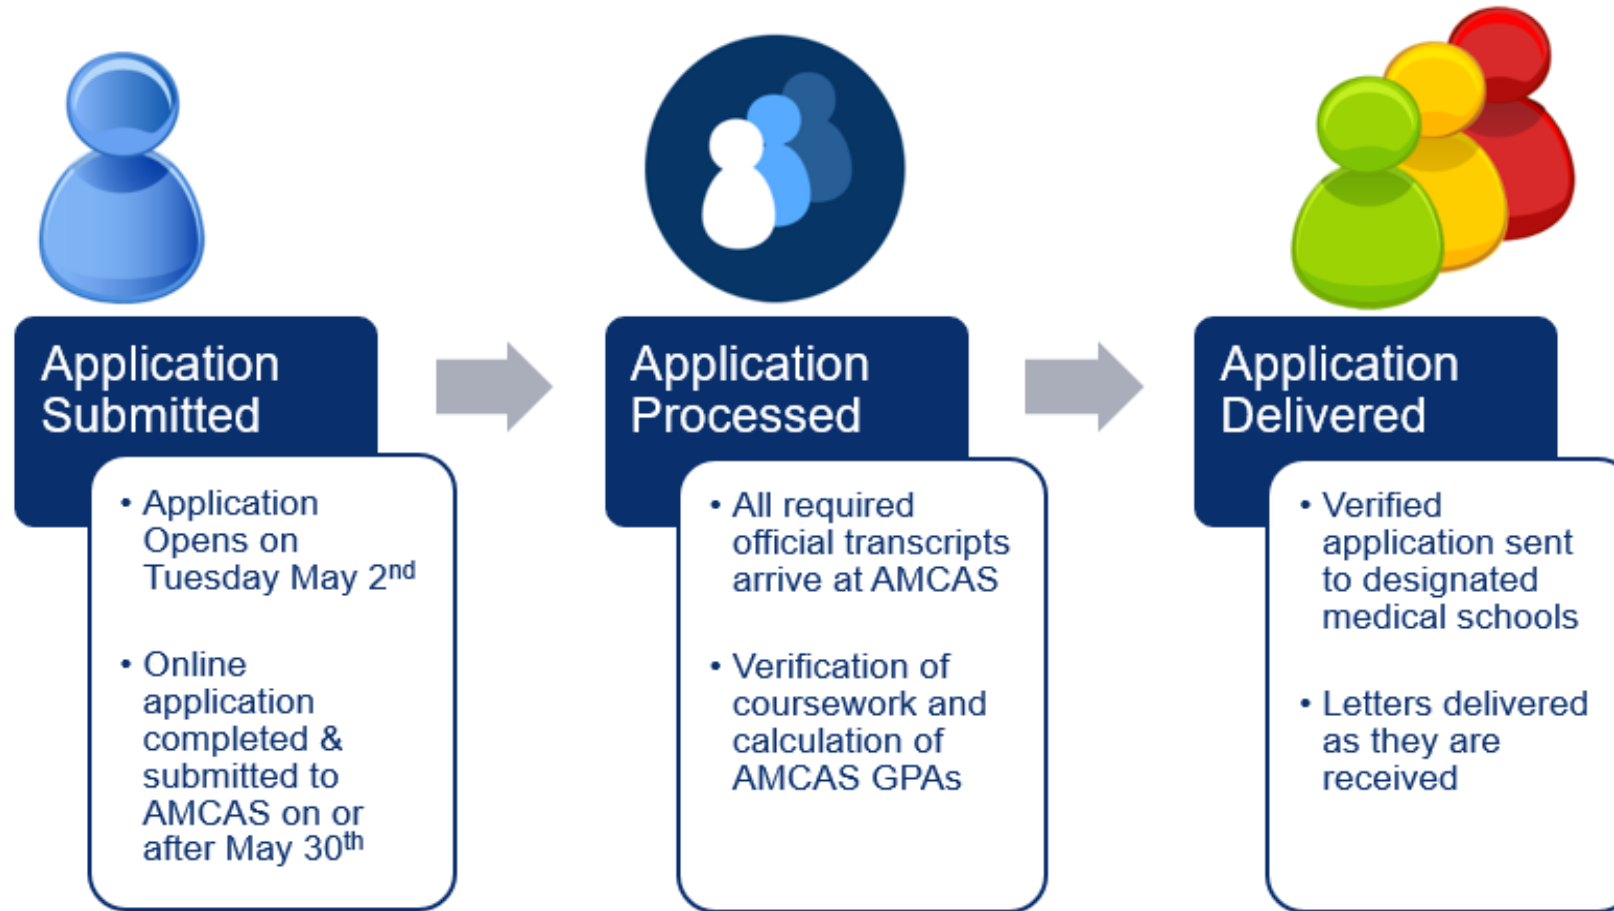 Application
Submitted
• Application
Opens on
Tuesday May 2nd
• Online
application
completed &
submitted to
AMCAS on or
after May 30th
Application
Processed
• All required
official transcripts
arrive at AMCAS
• Verification of
coursework and
calculation of
AMCAS GPAs
Application
Delivered
• Verified
application sent
to designated
medical schools
• Letters delivered
as they are
received